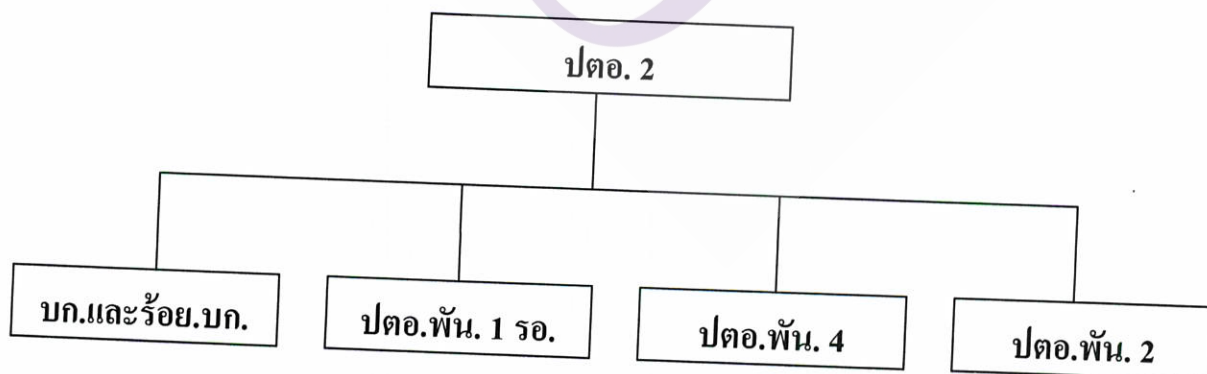 ปตอ. 2
บก.และร้อย.บก.
ปตอ.พัน. 1 รอ.
ปตอ.พัน. 4
ปตอ.พัน. 2